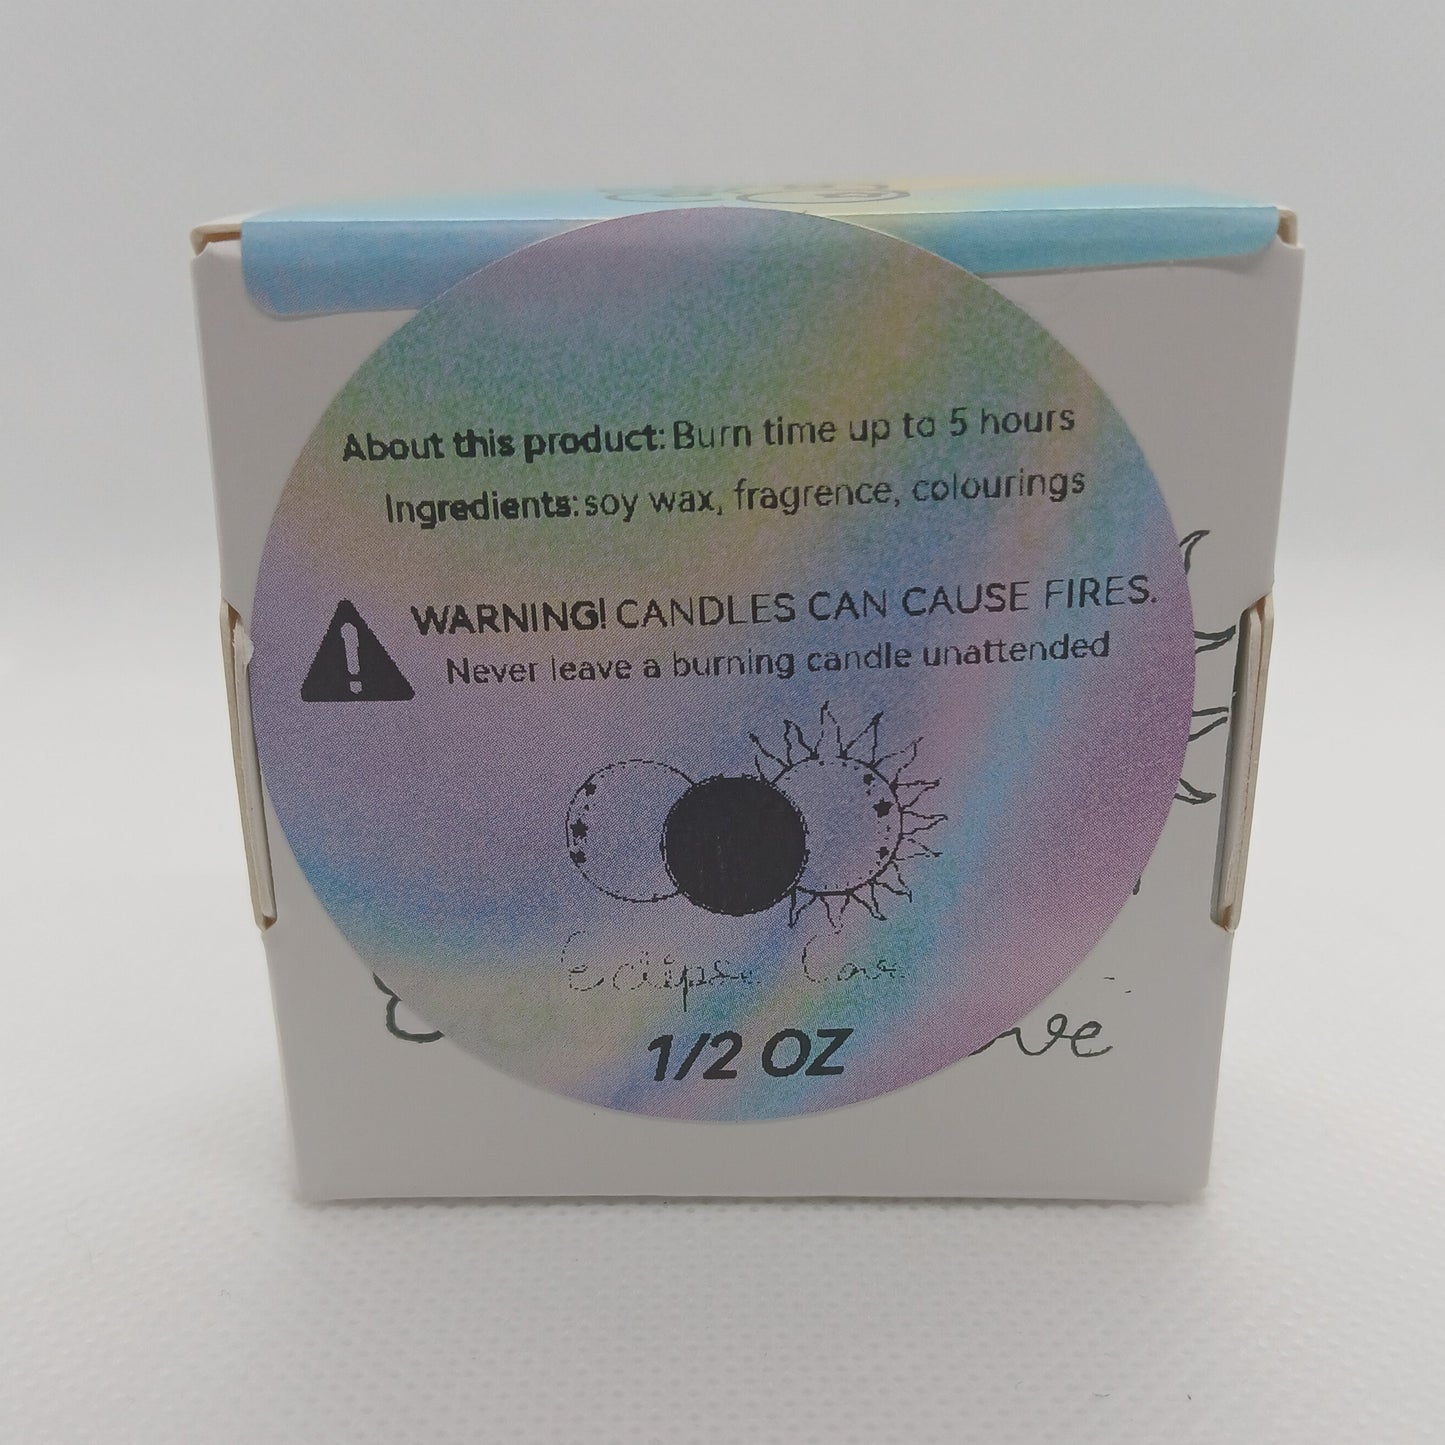 About this product: Burn time up to 5 hours
Ingredients: soy wax, fragrence, colourings
WARNING! CANDLES CAN CAUSE FIRES.
Never leave a burning candle unattended
Eclipse Cove
1/2 OZ